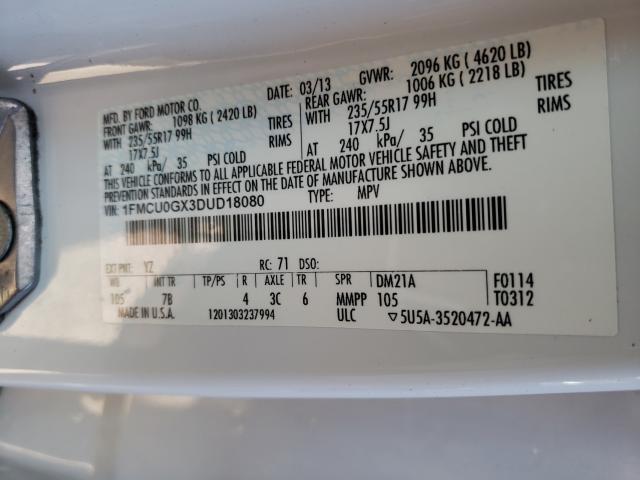 MFD. BY FORD MOTOR CO.
DATE: 03/13 GVWR: 2096 KG ( 4620 LB)
FRONT GAWR: 1098 KG ( 2420 LB) REAR GAWR: 1006 KG ( 2218 LB)
WITH 235/55R17 99H TIRES WITH 235/55R17 99H TIRES
17X7.5J RIMS 17X7.5J RIMS
AT 240 kPa/ 35 PSI COLD AT 240 kPa/ 35 PSI COLD
THIS VEHICLE CONFORMS TO ALL APPLICABLE FEDERAL MOTOR VEHICLE SAFETY AND THEFT
PREVENTION STANDARDS IN EFFECT ON THE DATE OF MANUFACTURE SHOWN ABOVE.
VIN: 1FMCU0GX3DUD18080 TYPE: MPV
EXT PNT: YZ RC: 71 DSO:
WB INT TR TP/PS R AXLE TR SPR DM21A F0114
105 7B 4 3C 6 MMPP 105 T0312
MADE IN U.S.A. 1201303237994 ULC 5U5A-3520472-AA